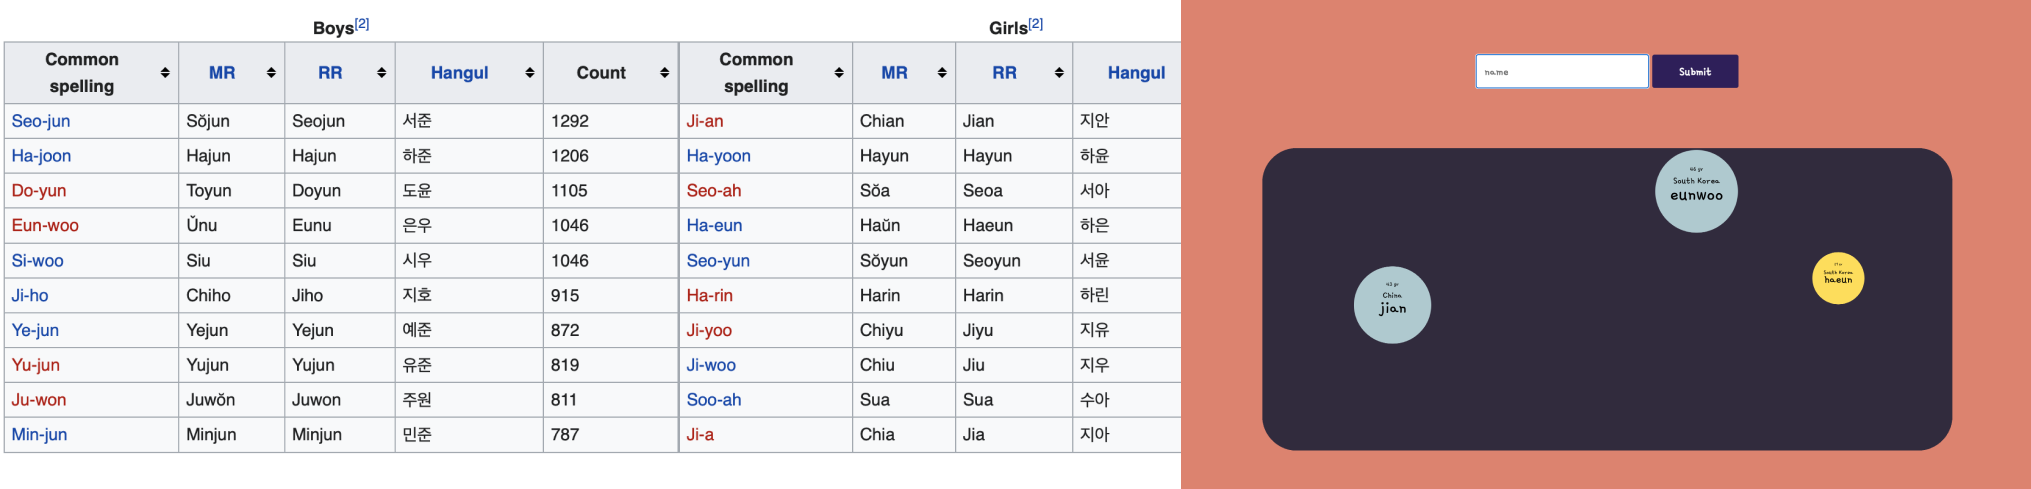 Boys[2]
Girls[2]
Common spelling MR RR Hangul Count Common spelling MR RR Hangul
Seo-jun Sŏjun Seojun 서준 1292 Ji-an Chian Jian 지안
Ha-joon Hajun Hajun 하준 1206 Ha-yoon Hayun Hayun 하윤
Do-yun Toyun Doyun 도윤 1105 Seo-ah Sŏa Seoa 서아
Eun-woo Ŭnu Eunu 은우 1046 Ha-eun Haŭn Haeun 하은
Si-woo Siu Siu 시우 1046 Seo-yun Sŏyun Seoyun 서윤
Ji-ho Chiho Jiho 지호 915 Ha-rin Harin Harin 하린
Ye-jun Yejun Yejun 예준 872 Ji-yoo Chiyu Jiyu 지유
Yu-jun Yujun Yujun 유준 819 Ji-woo Chiu Jiu 지우
Ju-won Juwŏn Juwon 주원 811 Soo-ah Sua Sua 수아
Min-jun Minjun Minjun 민준 787 Ji-a Chia Jia 지아
name
Submit
yr
South Korea
eunwoo
South Korea
haeun
yr
China
jian